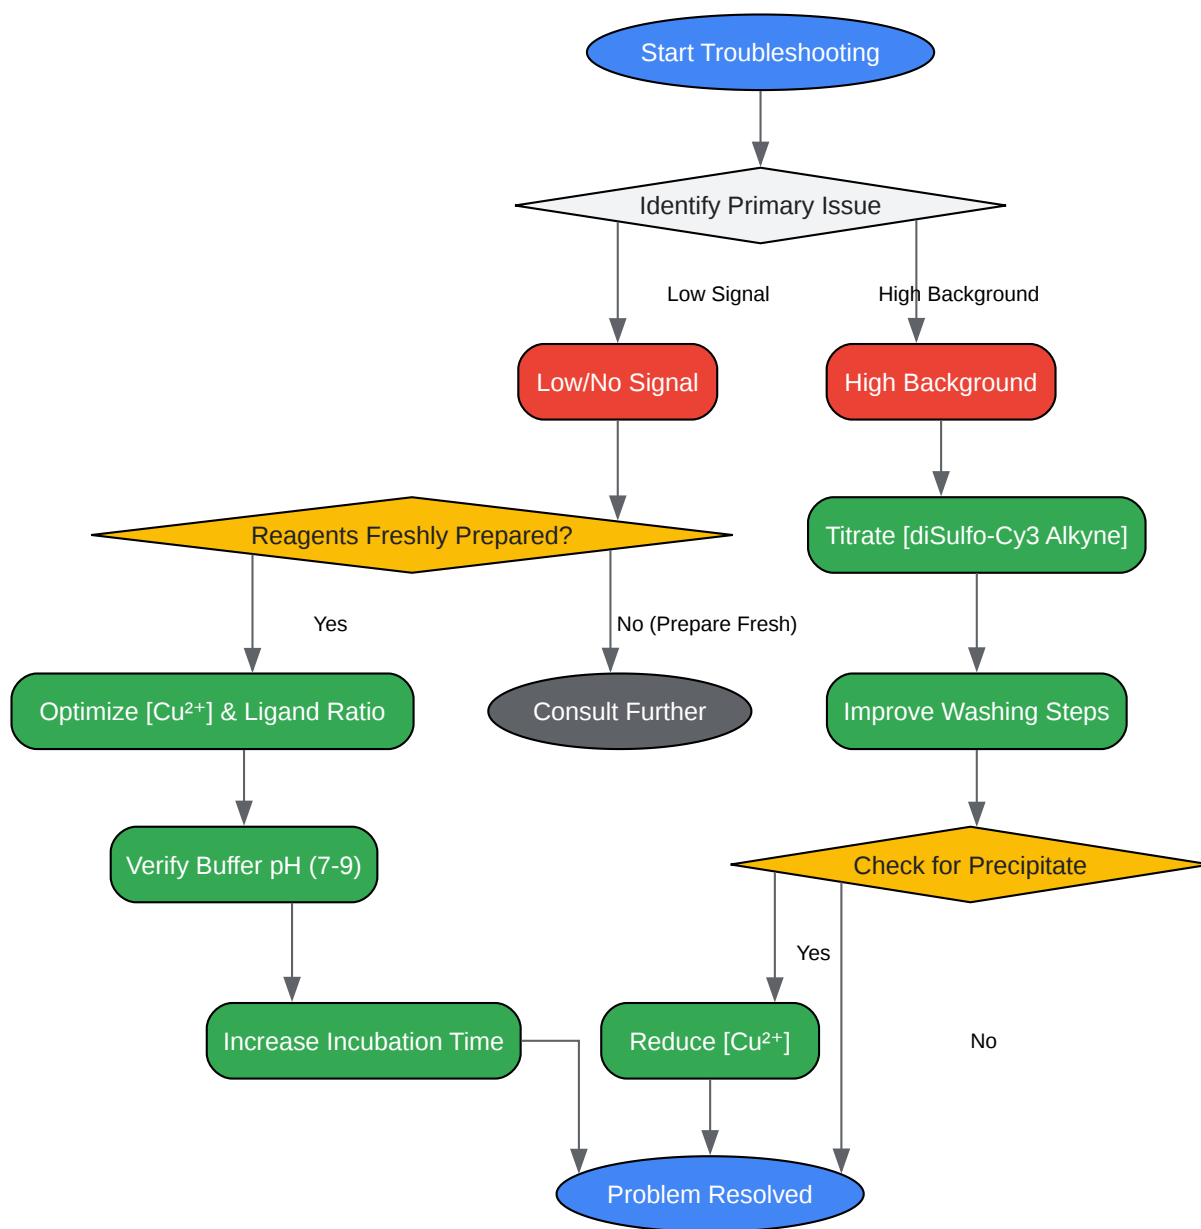 Start Troubleshooting
Identify Primary Issue
Low Signal
High Background
Low/No Signal
High Background
Reagents Freshly Prepared?
Titrate [diSulfo-Cy3 Alkyne]
Yes
No (Prepare Fresh)
Optimize [Cu²⁺] & Ligand Ratio
Consult Further
Improve Washing Steps
Verify Buffer pH (7-9)
Check for Precipitate
Yes
Increase Incubation Time
Reduce [Cu²⁺]
No
Problem Resolved